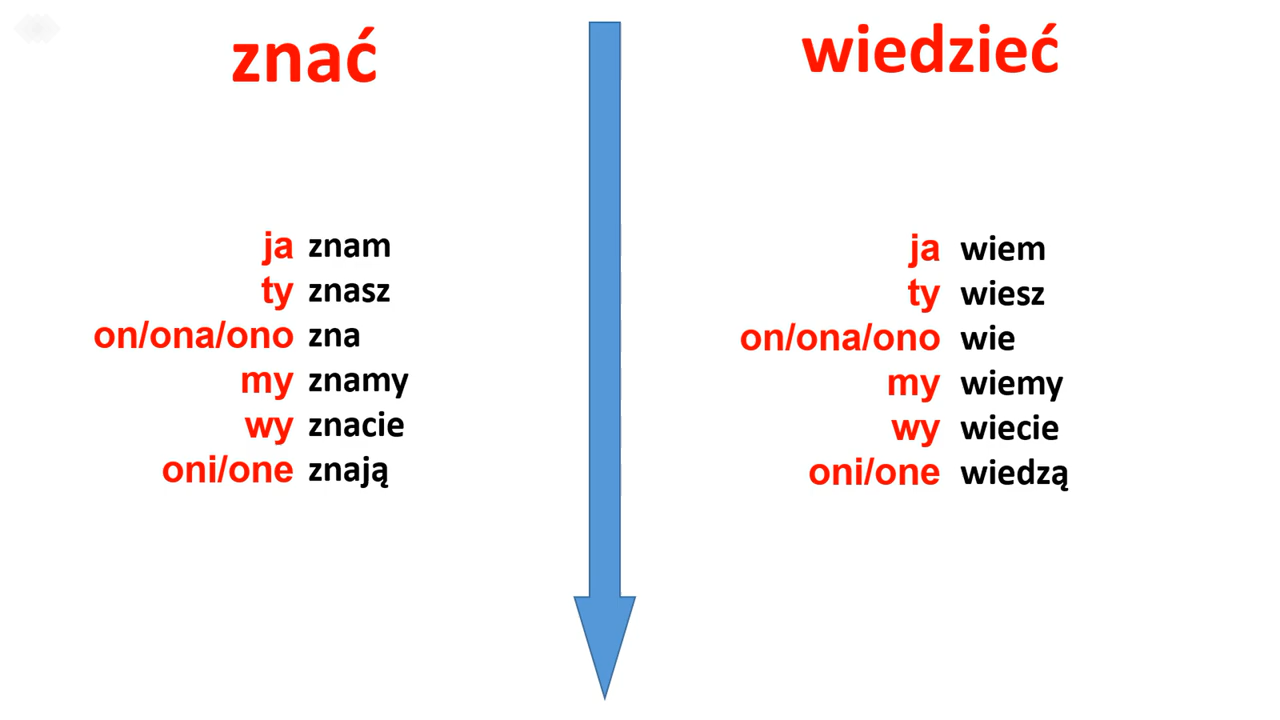 znać
ja znam
ty znasz
on/ona/ono zna
my znamy
wy znacie
oni/one znają
wiedzieć
ja wiem
ty wiesz
on/ona/ono wie
my wiemy
wy wiecie
oni/one wiedzą